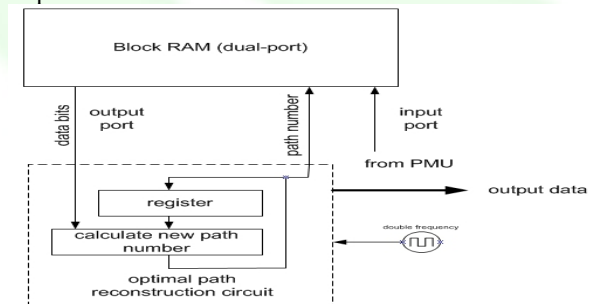 Block RAM (dual-port)
data bits
output
port
path number
input
port
from PMU
output data
register
double frequency
calculate new path
number
optimal path
reconstruction circuit